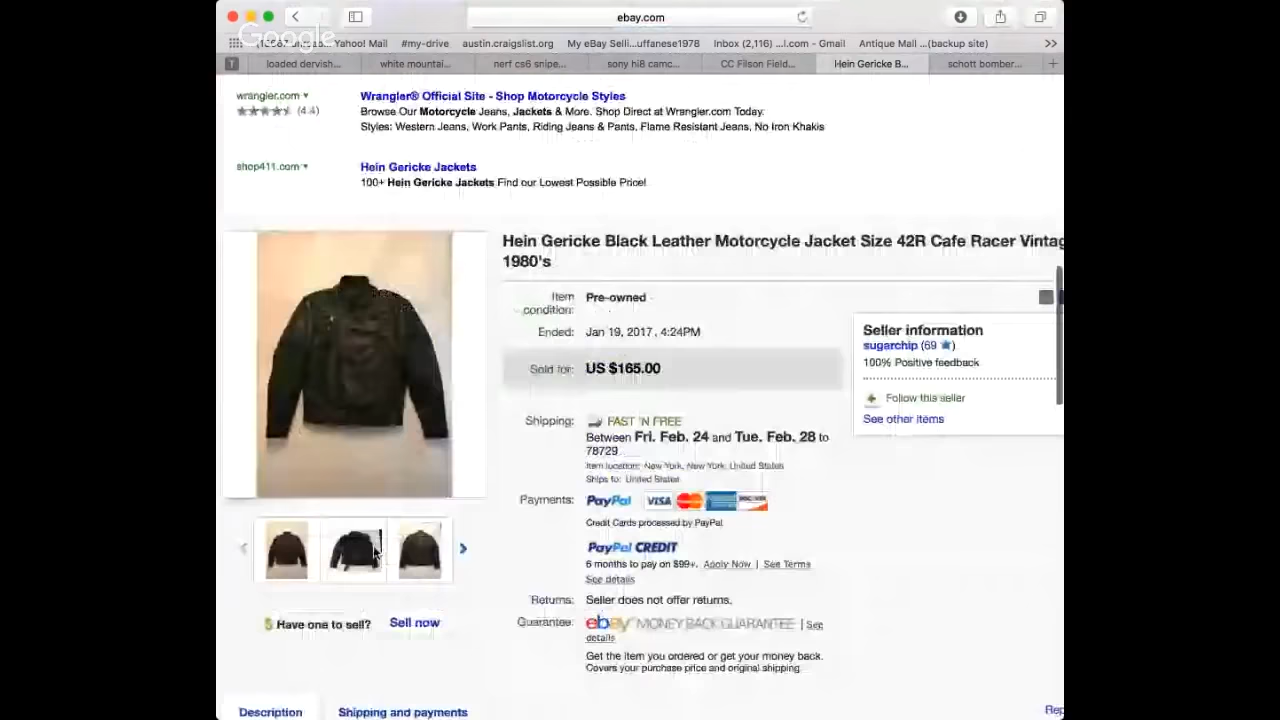 ebay.com
Google
Yahoo! Mail #my-drive austin.craigslist.org My eBay Selli...uffanese1978 Inbox (2,116) ...l.com - Gmail Antique Mall ...(backup site) >>
T loaded dervish... white mountai... nerf cs6 snipe... sony hi8 camc... CC Filson Field... Hein Gericke B... schott bomber... +
wrangler.com
(4.4)
Wrangler® Official Site - Shop Motorcycle Styles
Browse Our Motorcycle Jeans, Jackets & More. Shop Direct at Wrangler.com Today.
Styles: Western Jeans, Work Pants, Riding Jeans & Pants, Flame Resistant Jeans, No Iron Khakis
shop411.com
Hein Gericke Jackets
100+ Hein Gericke Jackets Find our Lowest Possible Price!
Hein Gericke Black Leather Motorcycle Jacket Size 42R Cafe Racer Vintag
1980's
Item condition: Pre-owned
Ended: Jan 19, 2017 , 4:24PM
Sold for: US $165.00
Shipping: FAST 'N FREE
Between Fri. Feb. 24 and Tue. Feb. 28 to
78729
Item location: New York, New York, United States
Ships to: United States
Payments: PayPal VISA DISCOVER
Credit Cards processed by PayPal
PayPal CREDIT
6 months to pay on $99+. Apply Now | See Terms
See details
Returns: Seller does not offer returns.
Guarantee: ebay MONEY BACK GUARANTEE | See
details
Get the item you ordered or get your money back.
Covers your purchase price and original shipping.
Seller information
sugarchip (69 )
100% Positive feedback
Follow this seller
See other items
Have one to sell? Sell now
Description Shipping and payments
Rep